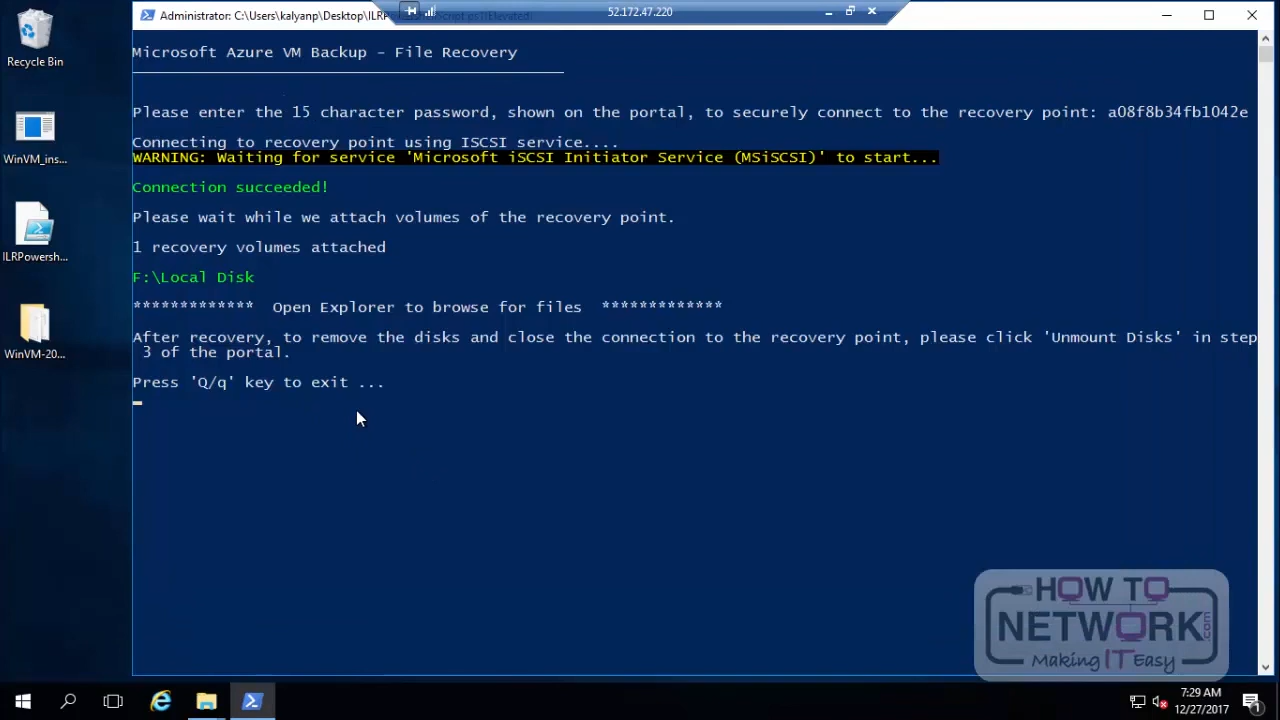 Administrator: C:\Users\kalyanp\Desktop\ILRP
52.172.47.220
Recycle Bin
WinVM_ins...
ILRPowersh...
WinVM-20...
Microsoft Azure VM Backup - File Recovery
Please enter the 15 character password, shown on the portal, to securely connect to the recovery point: a08f8b34fb1042e
Connecting to recovery point using ISCSI service....
WARNING: Waiting for service 'Microsoft iSCSI Initiator Service (MSiSCSI)' to start...
Connection succeeded!
Please wait while we attach volumes of the recovery point.
1 recovery volumes attached
F:\Local Disk
************* Open Explorer to browse for files *************
After recovery, to remove the disks and close the connection to the recovery point, please click 'Unmount Disks' in step
3 of the portal.
Press 'Q/q' key to exit ...
HOW TO
NETWORK.com
Making IT Easy
7:29 AM
12/27/2017
1